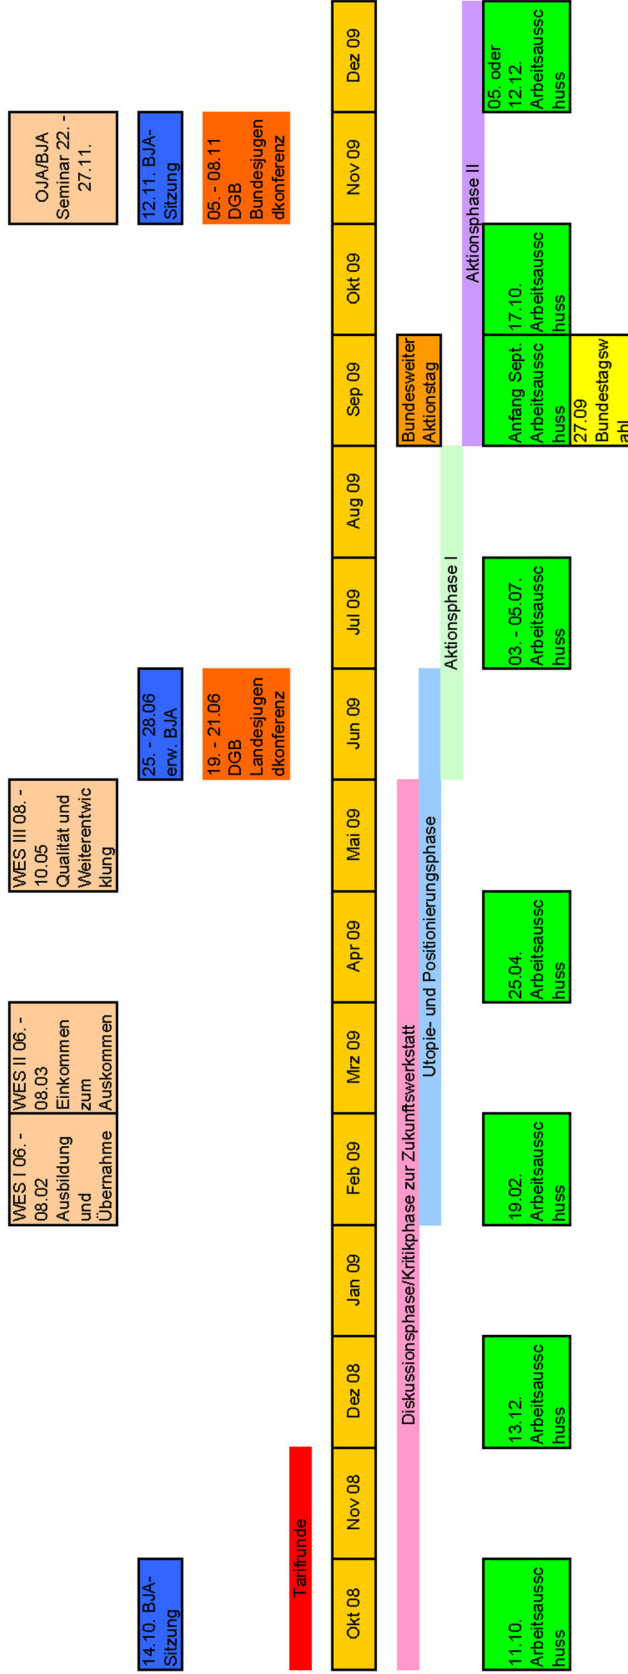 WES I 06. -
08.02
Ausbildung
und
Übernahme
WES II 06. -
08.03
Einkommen
zum
Auskommen
WES III 08. -
10.05
Qualität und
Weiterentwic
klung
OJA/BJA
Seminar 22. -
27.11.
14.10. BJA-
Sitzung
25. - 28.06
erw. BJA
12.11. BJA-
Sitzung
19. - 21.06
DGB
Landesjugen
dkonferenz
05. - 08.11
DGB
Bundesjugen
dkonferenz
Tarifrunde
Okt 08
Nov 08
Dez 08
Jan 09
Feb 09
Mrz 09
Apr 09
Mai 09
Jun 09
Jul 09
Aug 09
Sep 09
Okt 09
Nov 09
Dez 09
Diskussionsphase/Kritikphase zur Zukunftswerkstatt
Bundesweiter
Aktionstag
Utopie- und Positionierungsphase
Aktionsphase I
Aktionsphase II
11.10.
Arbeitsaussc
huss
13.12.
Arbeitsaussc
huss
19.02.
Arbeitsaussc
huss
25.04.
Arbeitsaussc
huss
03. - 05.07.
Arbeitsaussc
huss
Anfang Sept.
Arbeitsaussc
huss
17.10.
Arbeitsaussc
huss
05. oder
12.12.
Arbeitsaussc
huss
27.09
Bundestagsw
ahl